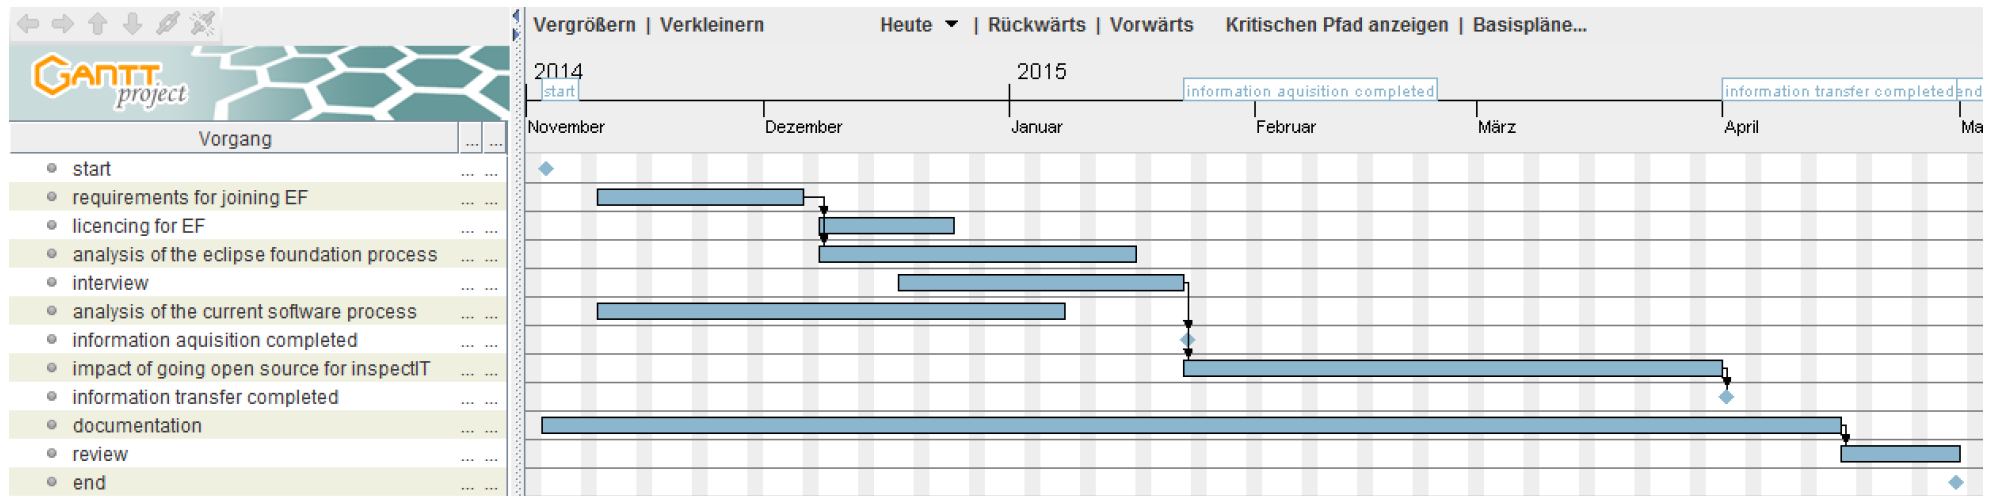 Vergrößern | Verkleinern Heute | Rückwärts | Vorwärts Kritischen Pfad anzeigen | Basispläne...
GANTT
project
2014 2015
start information aquisition completed information transfer completed end
November Dezember Januar Februar März April Ma
Vorgang ... ...
start ... ...
requirements for joining EF ... ...
licencing for EF ... ...
analysis of the eclipse foundation process ... ...
interview ... ...
analysis of the current software process ... ...
information aquisition completed ... ...
impact of going open source for inspectIT ... ...
information transfer completed ... ...
documentation ... ...
review ... ...
end ... ...